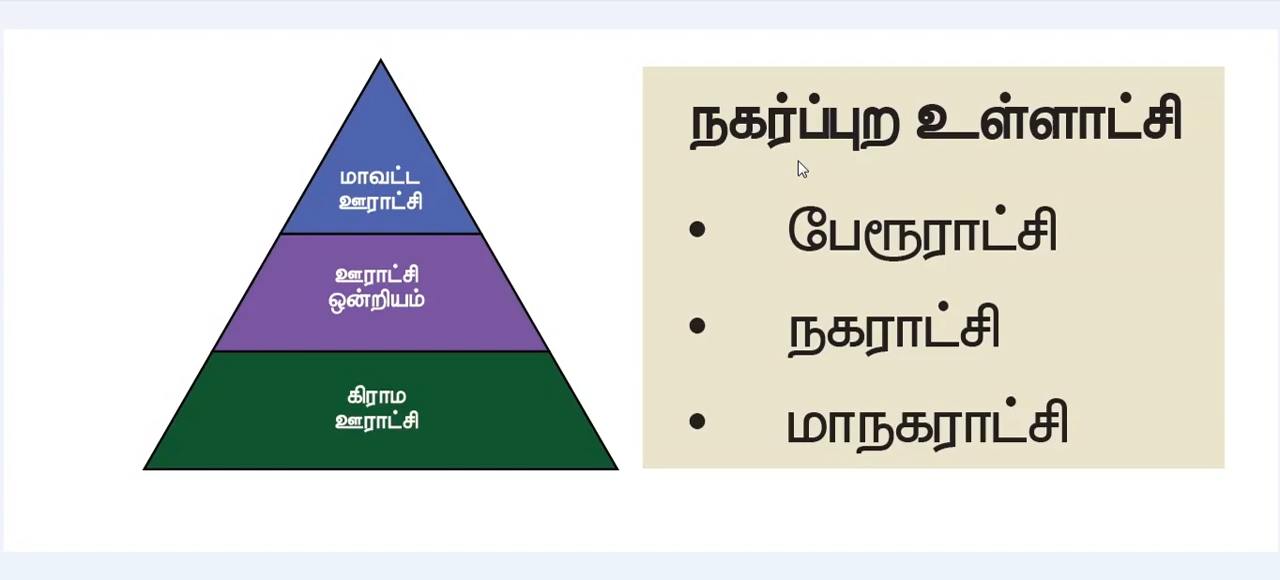 மாவட்ட
ஊராட்சி
ஊராட்சி
ஒன்றியம்
கிராம
ஊராட்சி
நகர்ப்புற உள்ளாட்சி
• பேரூராட்சி
• நகராட்சி
• மாநகராட்சி